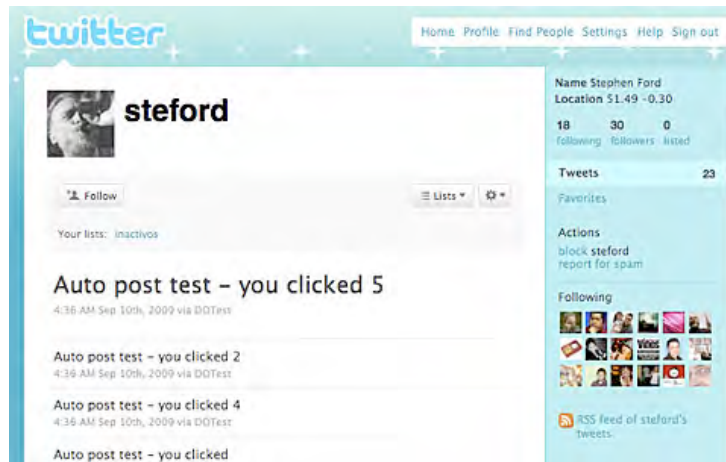 twitter
Home Profile Find People Settings Help Sign out
steford
Follow
Lists
Your lists: inactivos
Auto post test – you clicked 5
4:36 AM Sep 10th, 2009 via DOTest
Auto post test – you clicked 2
4:36 AM Sep 10th, 2009 via DOTest
Auto post test – you clicked 4
4:36 AM Sep 10th, 2009 via DOTest
Auto post test – you clicked
Name Stephen Ford
Location 51.49 -0.30
18 30 0
following followers listed
Tweets 23
Favorites
Actions
block steford
report for spam
Following
RSS feed of steford's
tweets